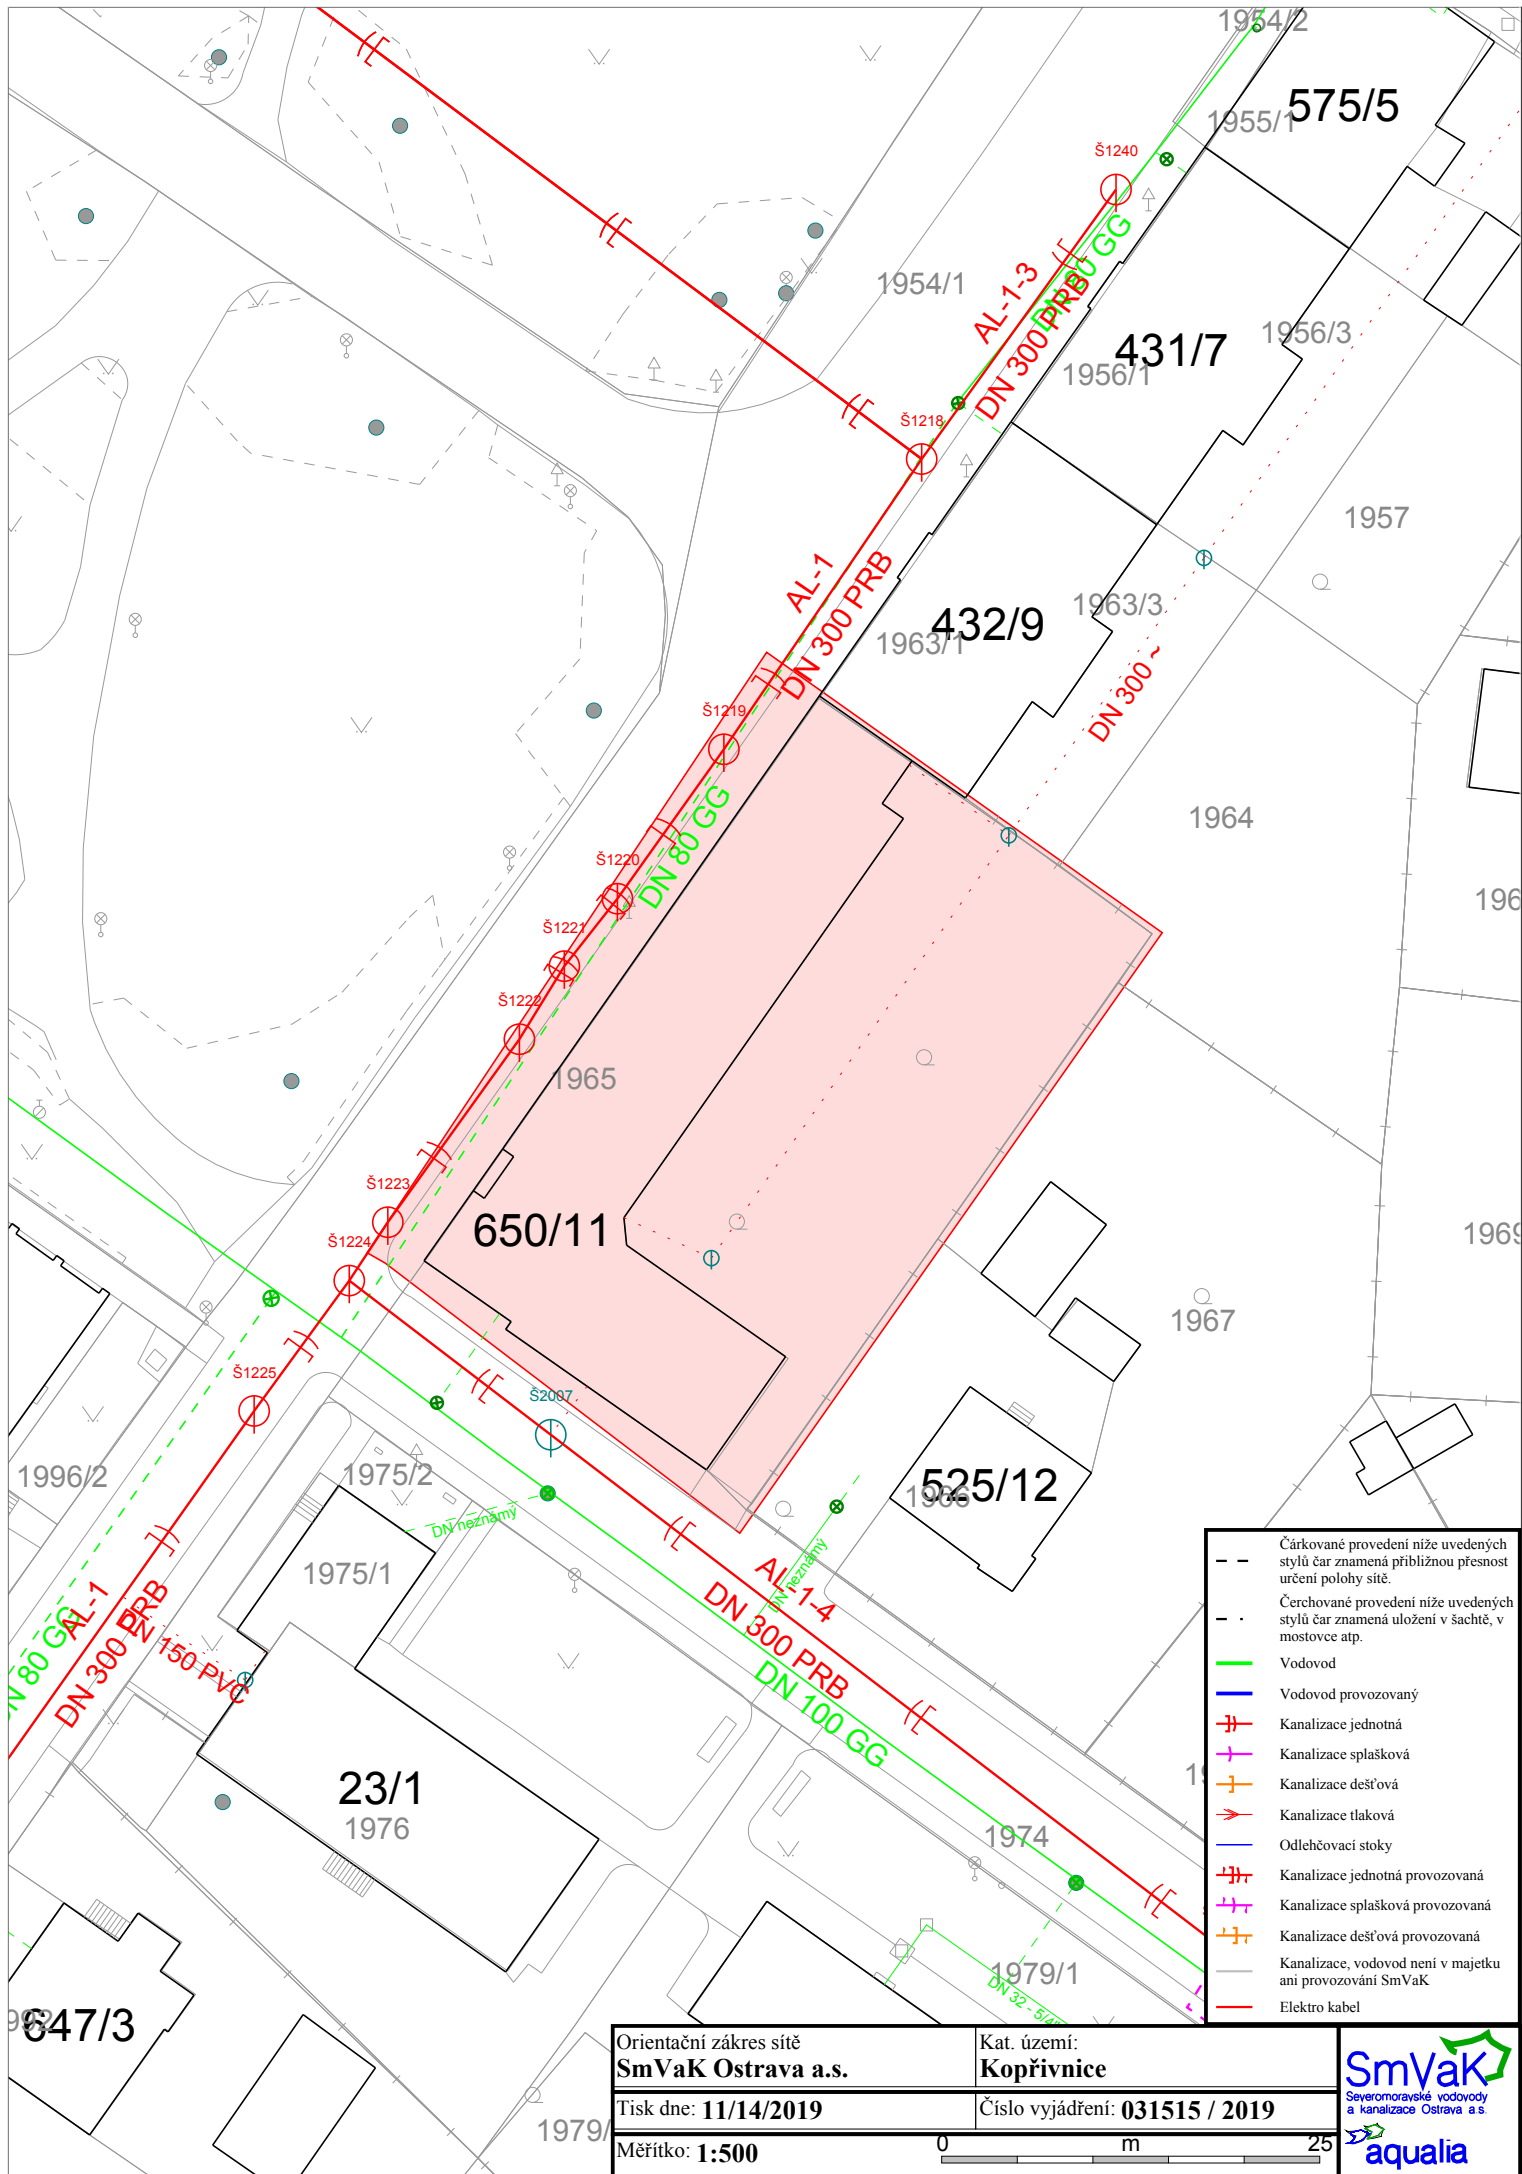 1954/2
575/5
1955/1
Š1240
DN 80 GG
1954/1
AL-1-3
DN 300 PRB
1956/3
431/7
1956/1
Š1218
1957
AL-1
DN 300 PRB
1963/3
432/9
1963/1
DN 300 ~
Š1219
DN 80 GG
1964
Š1220
196
Š1221
Š1222
1965
Š1223
650/11
Š1224
1969
1967
Š1225
Š2007
1996/2
1975/2
525/12
1966
DN neznámý
1975/1
DN neznámý
AL-1-4
AL-1
DN 300 PRB
DN 300 PRB
DN 150 PVC
DN 80 GG
DN 100 GG
23/1
1976
1974
1979/1
DN 32 - 5/4"
647/3
992
1979/
Čárkované provedení níže uvedených
stylů čar znamená přibližnou přesnost
určení polohy sítě.
Čerchované provedení níže uvedených
stylů čar znamená uložení v šachtě, v
mostovce atp.
Vodovod
Vodovod provozovaný
Kanalizace jednotná
Kanalizace splašková
Kanalizace dešťová
Kanalizace tlaková
Odlehčovací stoky
Kanalizace jednotná provozovaná
Kanalizace splašková provozovaná
Kanalizace dešťová provozovaná
Kanalizace, vodovod není v majetku
ani provozování SmVaK
Elektro kabel
Orientační zákres sítě
SmVaK Ostrava a.s.
Kat. území:
Kopřivnice
Tisk dne: 11/14/2019
Číslo vyjádření: 031515 / 2019
Měřítko: 1:500
0 m 25
SmVaK
Severomoravské vodovody
a kanalizace Ostrava a.s.
aqualia